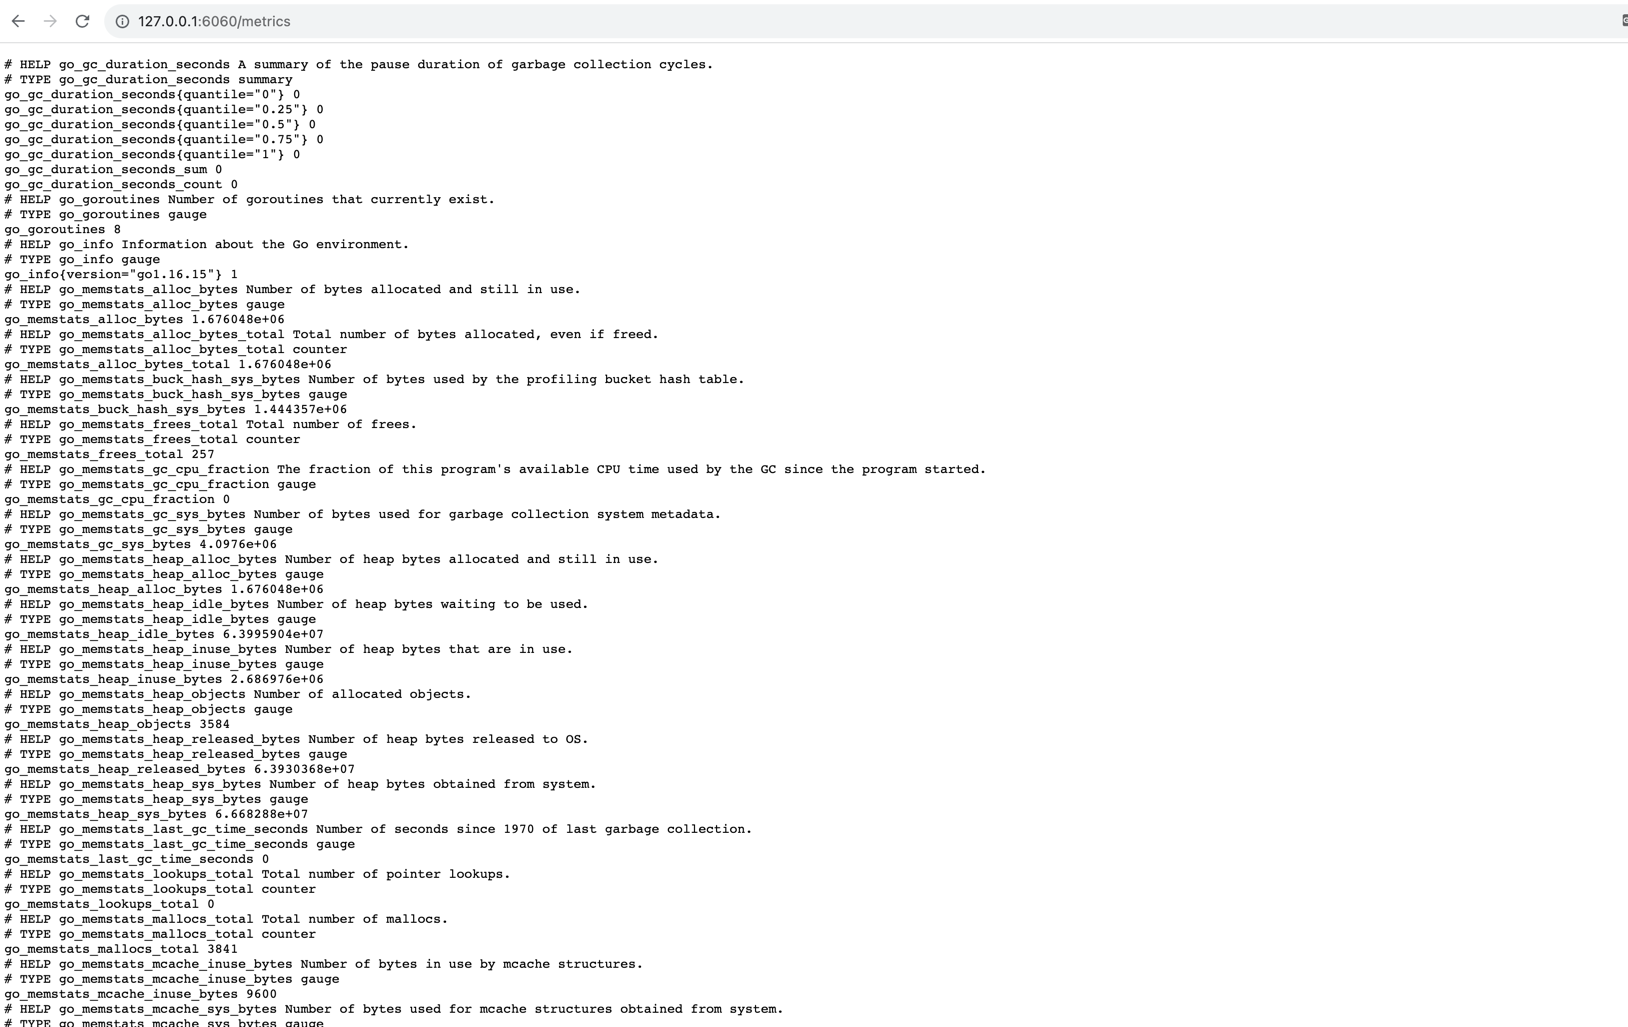 127.0.0.1:6060/metrics
# HELP go_gc_duration_seconds A summary of the pause duration of garbage collection cycles.
# TYPE go_gc_duration_seconds summary
go_gc_duration_seconds{quantile="0"} 0
go_gc_duration_seconds{quantile="0.25"} 0
go_gc_duration_seconds{quantile="0.5"} 0
go_gc_duration_seconds{quantile="0.75"} 0
go_gc_duration_seconds{quantile="1"} 0
go_gc_duration_seconds_sum 0
go_gc_duration_seconds_count 0
# HELP go_goroutines Number of goroutines that currently exist.
# TYPE go_goroutines gauge
go_goroutines 8
# HELP go_info Information about the Go environment.
# TYPE go_info gauge
go_info{version="go1.16.15"} 1
# HELP go_memstats_alloc_bytes Number of bytes allocated and still in use.
# TYPE go_memstats_alloc_bytes gauge
go_memstats_alloc_bytes 1.676048e+06
# HELP go_memstats_alloc_bytes_total Total number of bytes allocated, even if freed.
# TYPE go_memstats_alloc_bytes_total counter
go_memstats_alloc_bytes_total 1.676048e+06
# HELP go_memstats_buck_hash_sys_bytes Number of bytes used by the profiling bucket hash table.
# TYPE go_memstats_buck_hash_sys_bytes gauge
go_memstats_buck_hash_sys_bytes 1.444357e+06
# HELP go_memstats_frees_total Total number of frees.
# TYPE go_memstats_frees_total counter
go_memstats_frees_total 257
# HELP go_memstats_gc_cpu_fraction The fraction of this program's available CPU time used by the GC since the program started.
# TYPE go_memstats_gc_cpu_fraction gauge
go_memstats_gc_cpu_fraction 0
# HELP go_memstats_gc_sys_bytes Number of bytes used for garbage collection system metadata.
# TYPE go_memstats_gc_sys_bytes gauge
go_memstats_gc_sys_bytes 4.0976e+06
# HELP go_memstats_heap_alloc_bytes Number of heap bytes allocated and still in use.
# TYPE go_memstats_heap_alloc_bytes gauge
go_memstats_heap_alloc_bytes 1.676048e+06
# HELP go_memstats_heap_idle_bytes Number of heap bytes waiting to be used.
# TYPE go_memstats_heap_idle_bytes gauge
go_memstats_heap_idle_bytes 6.3995904e+07
# HELP go_memstats_heap_inuse_bytes Number of heap bytes that are in use.
# TYPE go_memstats_heap_inuse_bytes gauge
go_memstats_heap_inuse_bytes 2.686976e+06
# HELP go_memstats_heap_objects Number of allocated objects.
# TYPE go_memstats_heap_objects gauge
go_memstats_heap_objects 3584
# HELP go_memstats_heap_released_bytes Number of heap bytes released to OS.
# TYPE go_memstats_heap_released_bytes gauge
go_memstats_heap_released_bytes 6.3930368e+07
# HELP go_memstats_heap_sys_bytes Number of heap bytes obtained from system.
# TYPE go_memstats_heap_sys_bytes gauge
go_memstats_heap_sys_bytes 6.668288e+07
# HELP go_memstats_last_gc_time_seconds Number of seconds since 1970 of last garbage collection.
# TYPE go_memstats_last_gc_time_seconds gauge
go_memstats_last_gc_time_seconds 0
# HELP go_memstats_lookups_total Total number of pointer lookups.
# TYPE go_memstats_lookups_total counter
go_memstats_lookups_total 0
# HELP go_memstats_mallocs_total Total number of mallocs.
# TYPE go_memstats_mallocs_total counter
go_memstats_mallocs_total 3841
# HELP go_memstats_mcache_inuse_bytes Number of bytes in use by mcache structures.
# TYPE go_memstats_mcache_inuse_bytes gauge
go_memstats_mcache_inuse_bytes 9600
# HELP go_memstats_mcache_sys_bytes Number of bytes used for mcache structures obtained from system.
# TYPE go_memstats_mcache_sys_bytes gauge